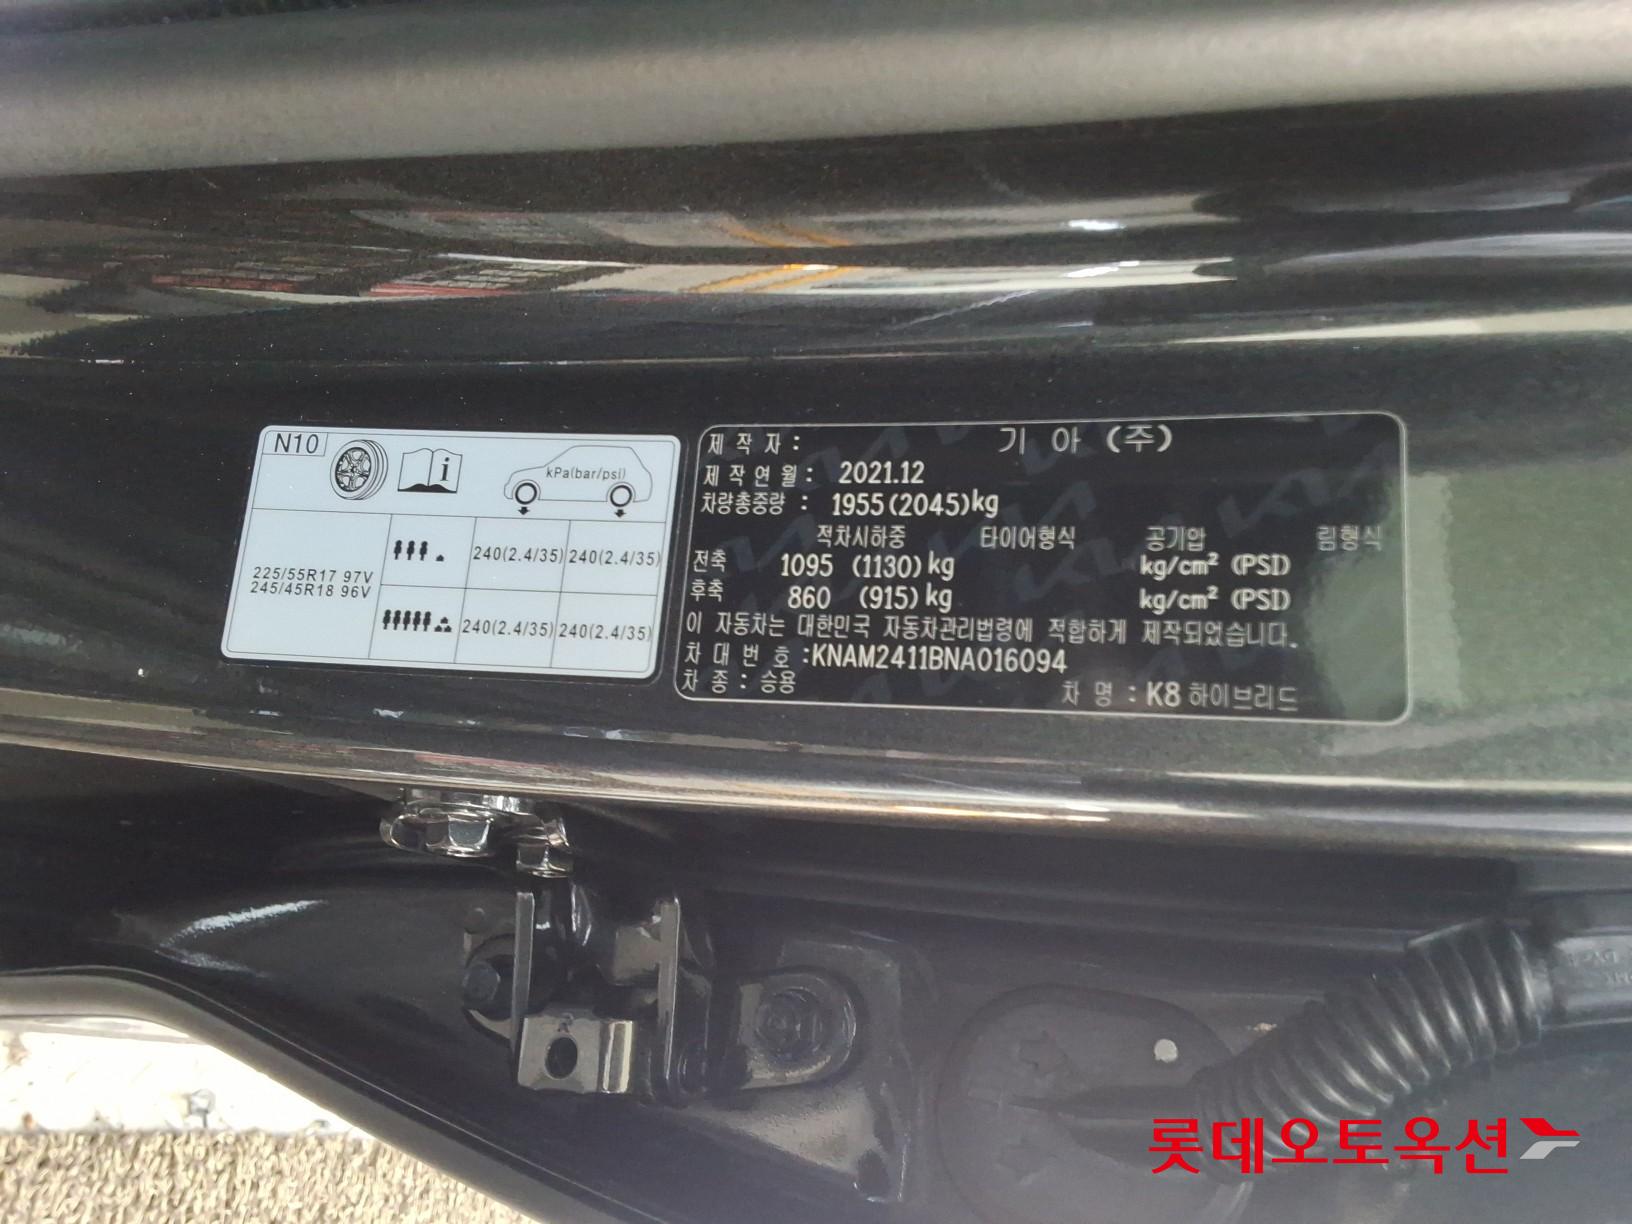 N10
i
kPa(bar/psi)
225/55R17 97V
245/45R18 96V
240(2.4/35) 240(2.4/35)
240(2.4/35) 240(2.4/35)
제 작 자 : 기 아 (주)
제 작 연 월 : 2021.12
차량총중량 : 1955(2045)kg
적차시하중 타이어형식 공기압 림형식
전축 1095 (1130)kg kg/cm² (PSI)
후축 860 (915)kg kg/cm² (PSI)
이 자동차는 대한민국 자동차관리법령에 적합하게 제작되었습니다.
차 대 번 호 :KNAM2411BNA016094
차 종 : 승용 차 명 : K8 하이브리드
롯데오토옥션